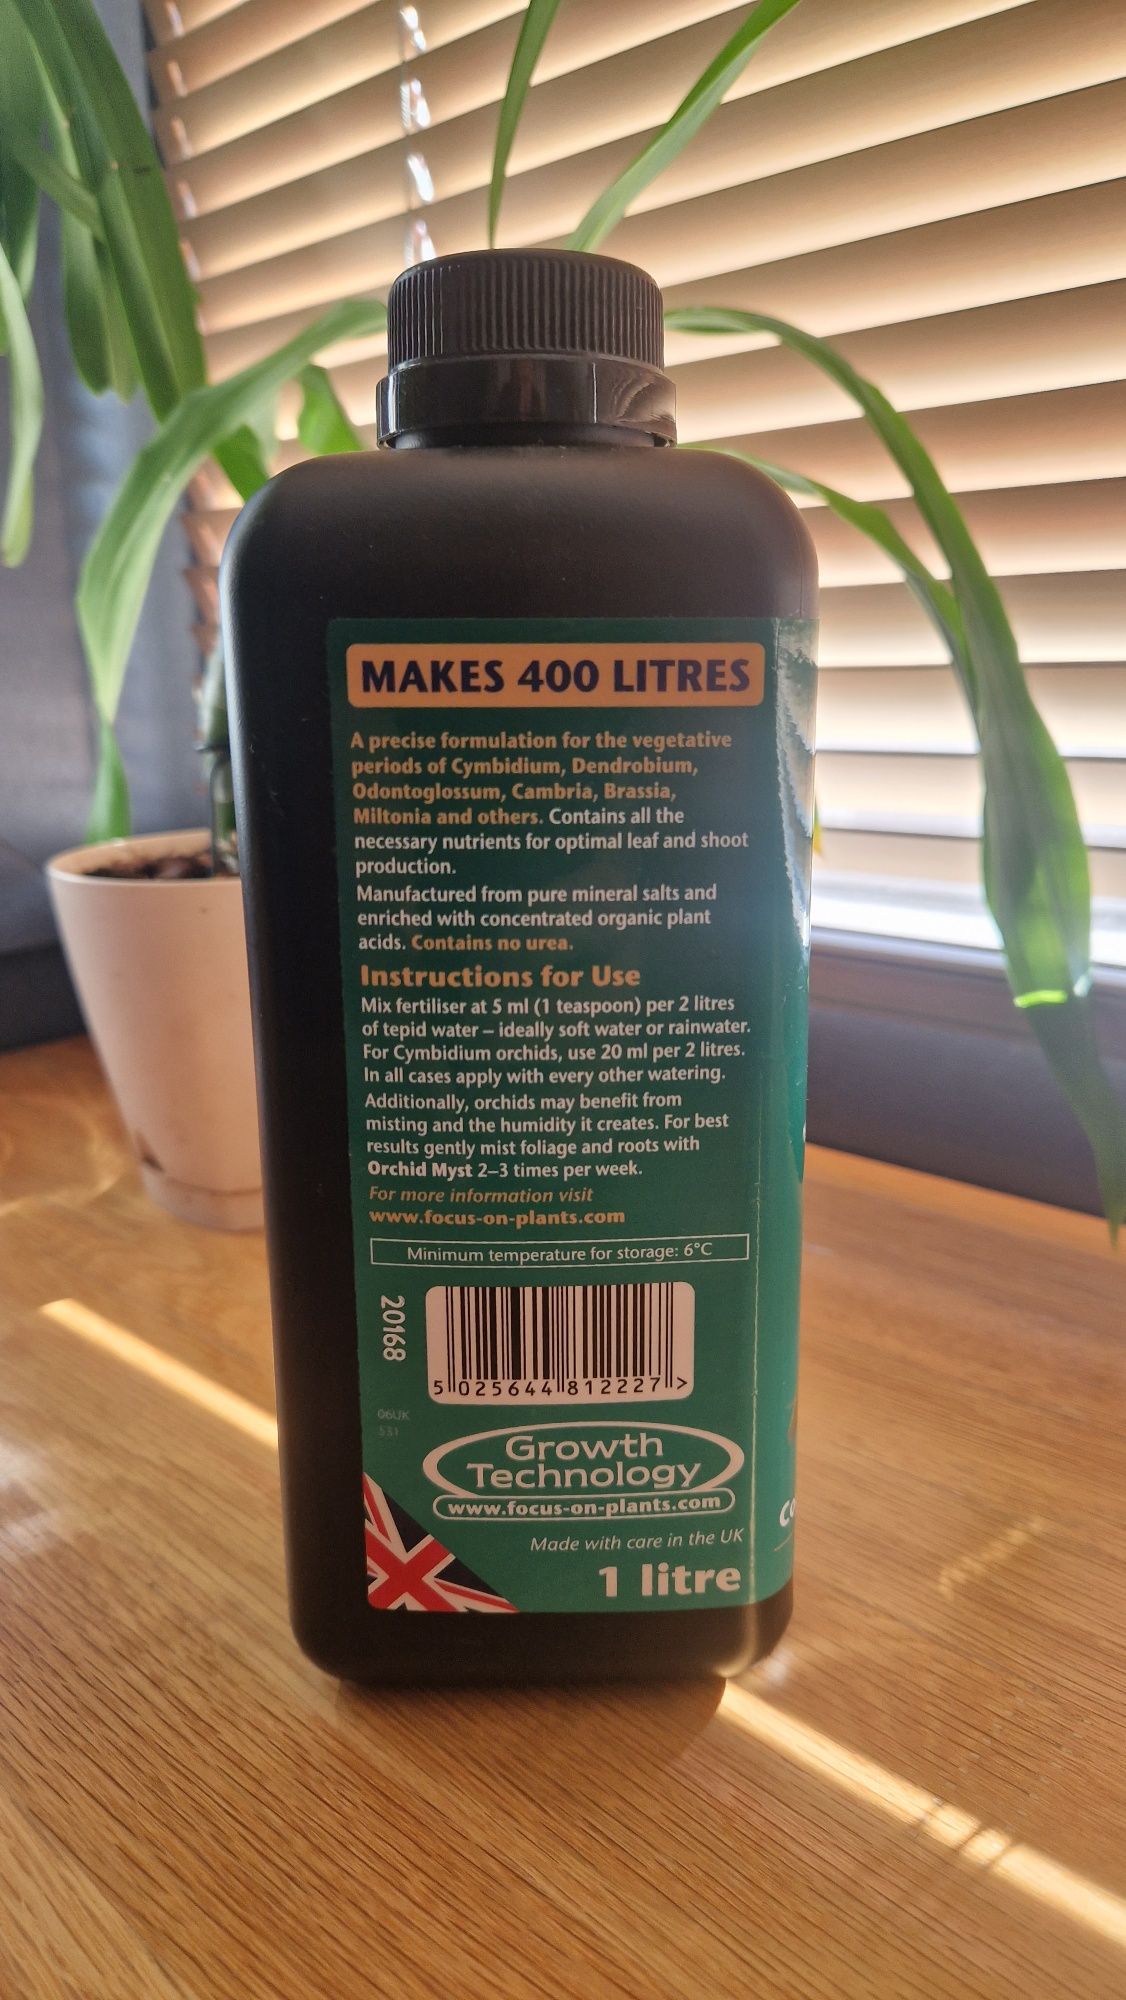 MAKES 400 LITRES
A precise formulation for the vegetative
periods of Cymbidium, Dendrobium,
Odontoglossum, Cambria, Brassia,
Miltonia and others. Contains all the
necessary nutrients for optimal leaf and shoot
production.
Manufactured from pure mineral salts and
enriched with concentrated organic plant
acids. Contains no urea.
Instructions for Use
Mix fertiliser at 5 ml (1 teaspoon) per 2 litres
of tepid water – ideally soft water or rainwater.
For Cymbidium orchids, use 20 ml per 2 litres.
In all cases apply with every other watering.
Additionally, orchids may benefit from
misting and the humidity it creates. For best
results gently mist foliage and roots with
Orchid Myst 2–3 times per week.
For more information visit
www.focus-on-plants.com
Minimum temperature for storage: 6°C
20168
5 025644 812227 >
06UK
531
Growth
Technology
www.focus-on-plants.com
Made with care in the UK
1 litre